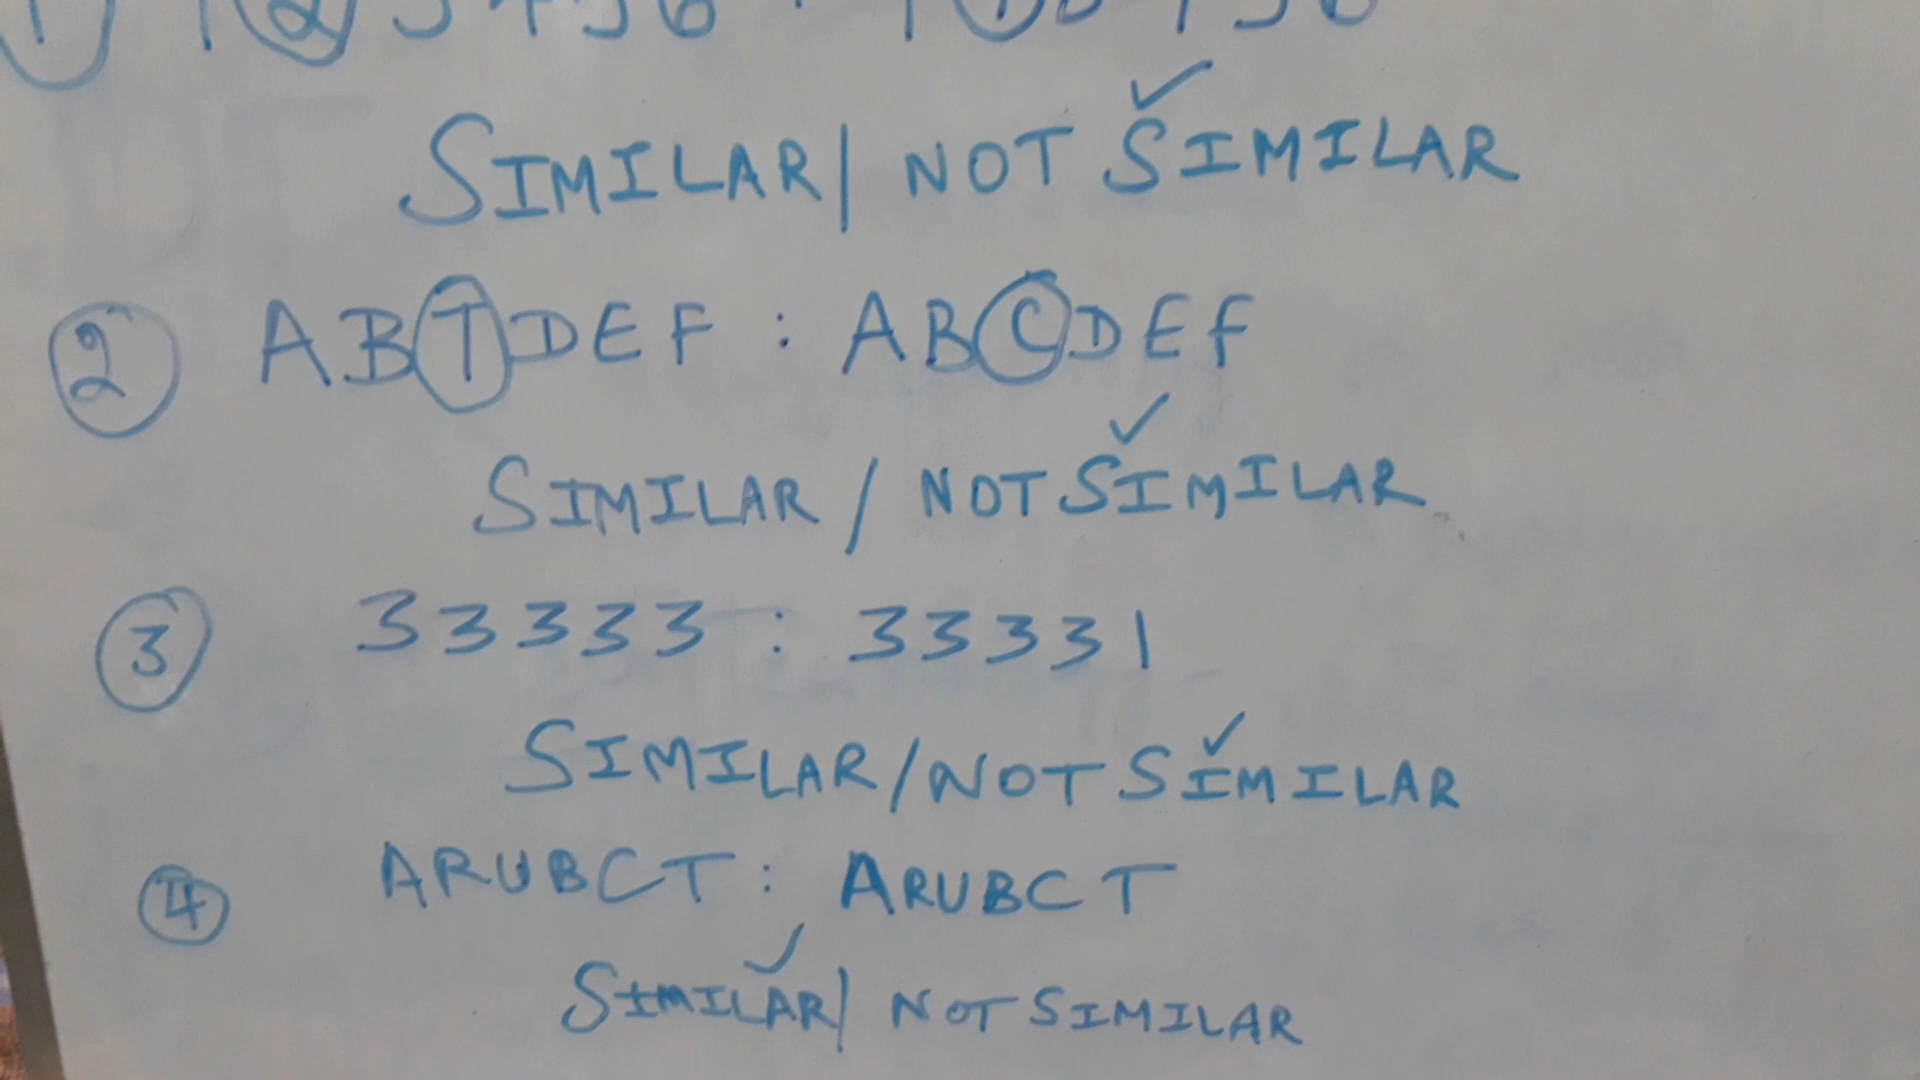 SIMILAR/ NOT SIMILAR
2 ABTDEF : ABCDEF
SIMILAR / NOT SIMILAR
3 33333 : 33331
SIMILAR/NOT SIMILAR
4 ARUBCT : ARUBCT
SIMILAR/ NOT SIMILAR